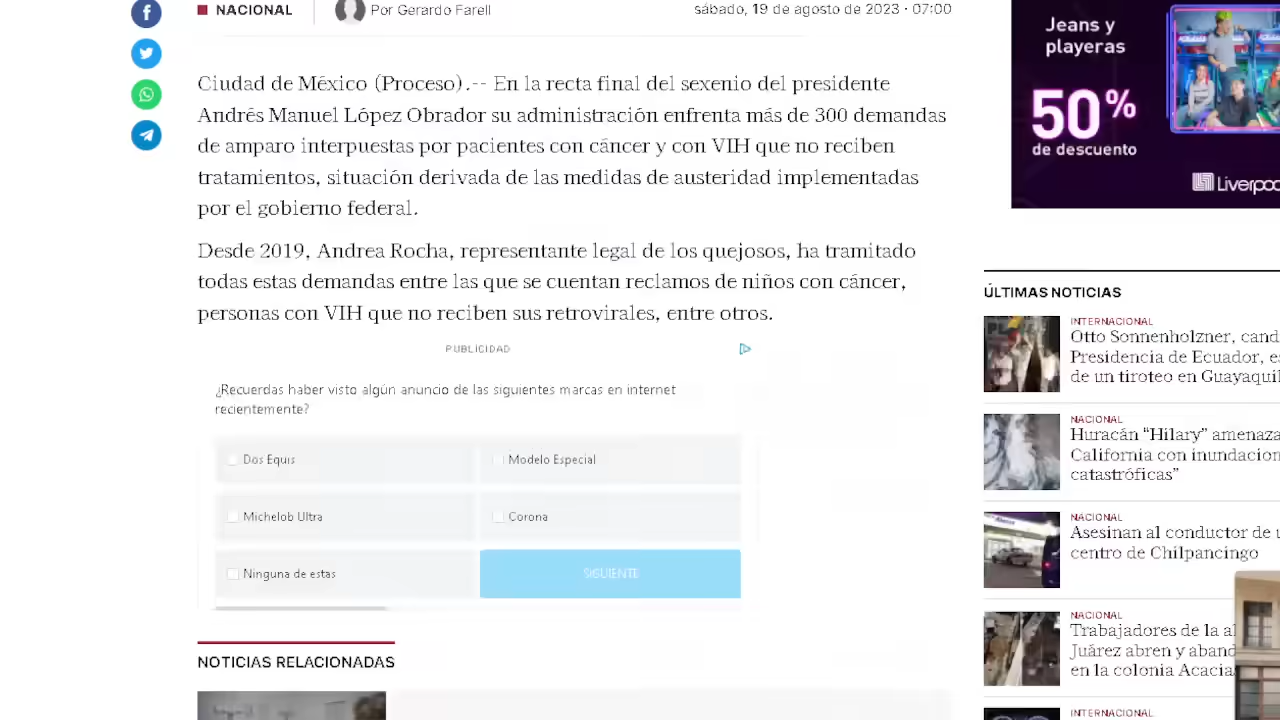 NACIONAL
Por Gerardo Farell
sábado, 19 de agosto de 2023 · 07:00
Ciudad de México (Proceso).-- En la recta final del sexenio del presidente
Andrés Manuel López Obrador su administración enfrenta más de 300 demandas
de amparo interpuestas por pacientes con cáncer y con VIH que no reciben
tratamientos, situación derivada de las medidas de austeridad implementadas
por el gobierno federal.
Desde 2019, Andrea Rocha, representante legal de los quejosos, ha tramitado
todas estas demandas entre las que se cuentan reclamos de niños con cáncer,
personas con VIH que no reciben sus retrovirales, entre otros.
PUBLICIDAD
¿Recuerdas haber visto algún anuncio de las siguientes marcas en internet
recientemente?
Dos Equis
Modelo Especial
Michelob Ultra
Corona
Ninguna de estas
SIGUIENTE
NOTICIAS RELACIONADAS
Jeans y
playeras
50%
de descuento
Liverpoo
ÚLTIMAS NOTICIAS
INTERNACIONAL
Otto Sonnenholzner, cand
Presidencia de Ecuador, e
de un tiroteo en Guayaquil
NACIONAL
Huracán “Hilary” amenaza
California con inundacion
catastróficas”
NACIONAL
Asesinan al conductor de
centro de Chilpancingo
NACIONAL
Trabajadores de la al
Juárez abren y aband
en la colonia Acacia
INTERNACIONAL